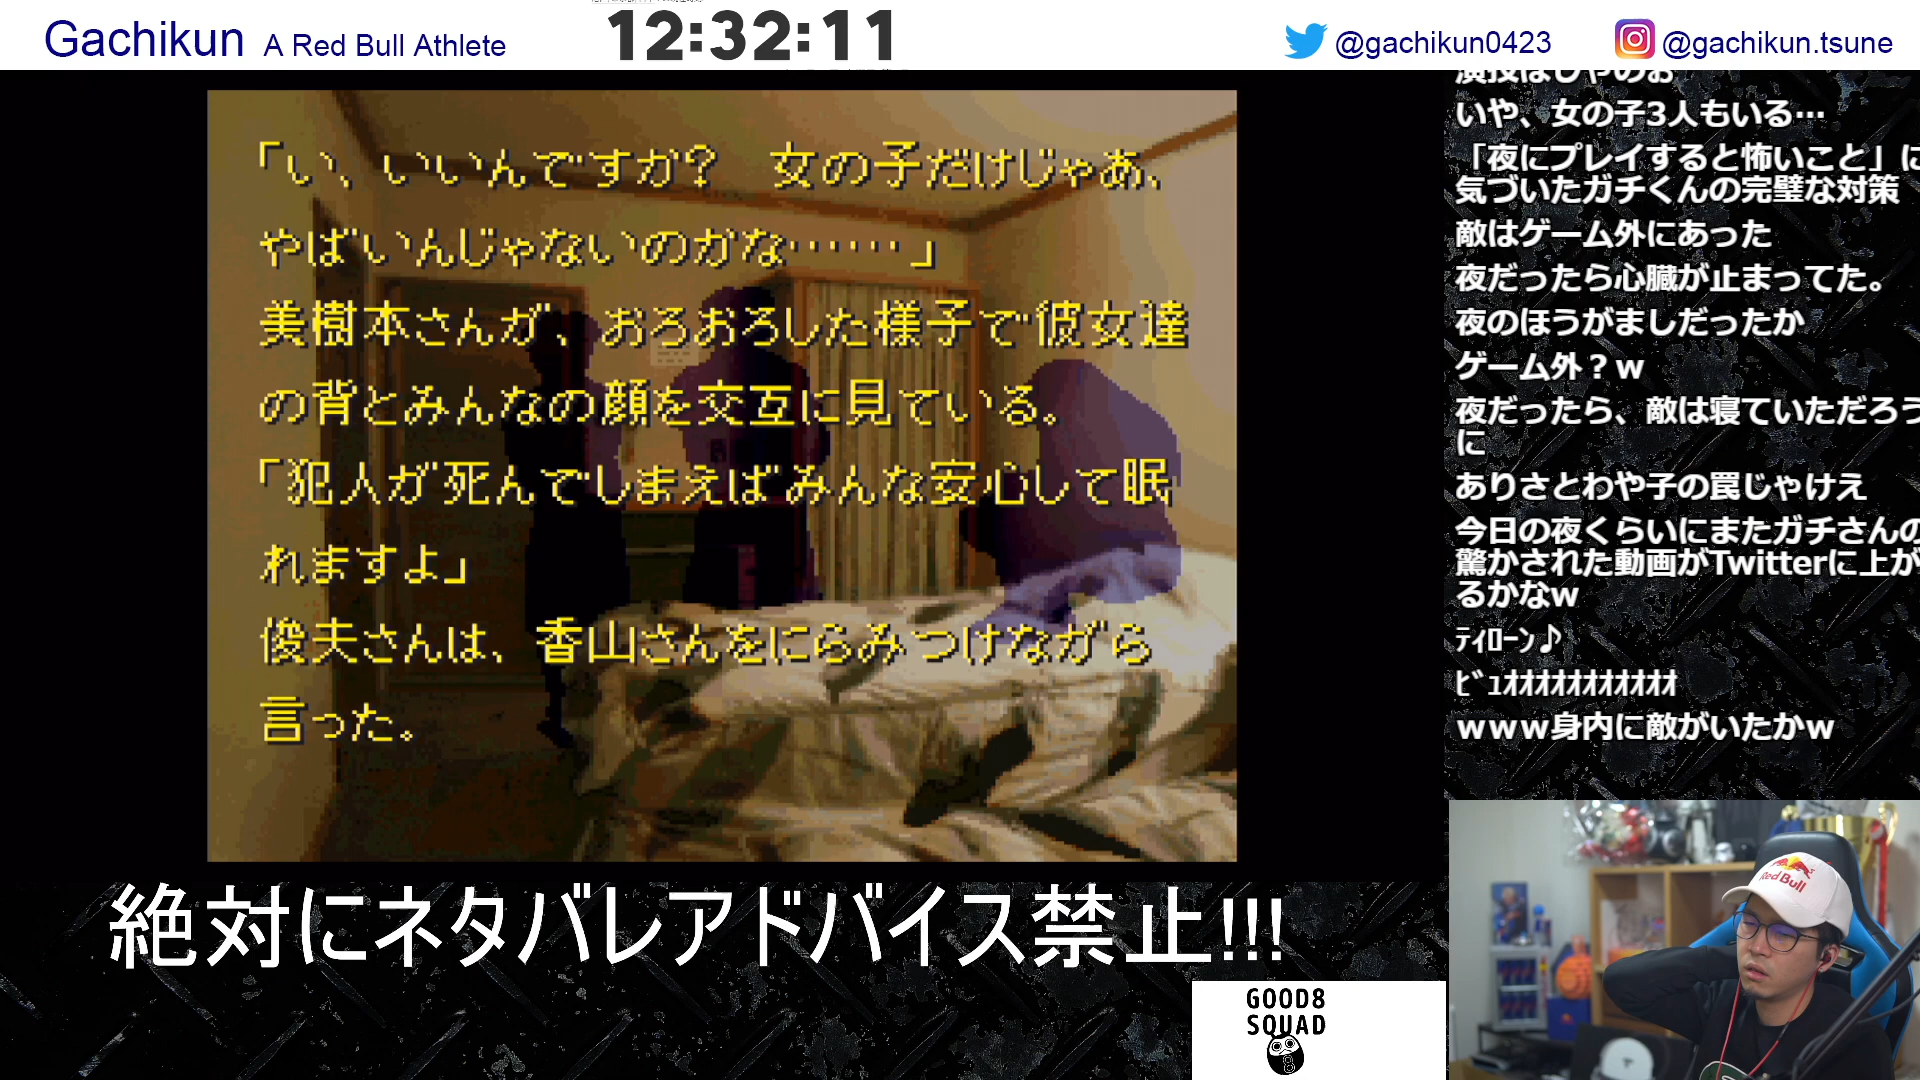 Gachikun A Red Bull Athlete
12:32:11
@gachikun0423
@gachikun.tsune
「い、いいんですか?　女の子だけじゃあ、
やばいんじゃないのかな……」
美樹本さんが、おろおろした様子で彼女達
の背とみんなの顔を交互に見ている。
「犯人が死んでしまえばみんな安心して眠
れますよ」
俊夫さんは、香山さんをにらみつけながら
言った。
いや、女の子3人もいる…
「夜にプレイすると怖いこと」に
気づいたガチくんの完璧な対策
敵はゲーム外にあった
夜だったら心臓が止まってた。
夜のほうがましだったか
ゲーム外？ｗ
夜だったら、敵は寝ていただろう
に
ありさとわや子の罠じゃけえ
今日の夜くらいにまたガチさんの
驚かされた動画がTwitterに上が
るかなw
ﾃｨﾛｰﾝ♪
ﾋﾞｭｵｵｵｵｵｵｵｵｵｵｵ
ｗｗｗ身内に敵がいたかw
絶対にネタバレアドバイス禁止!!!
GOOD8
SQUAD
Red Bull